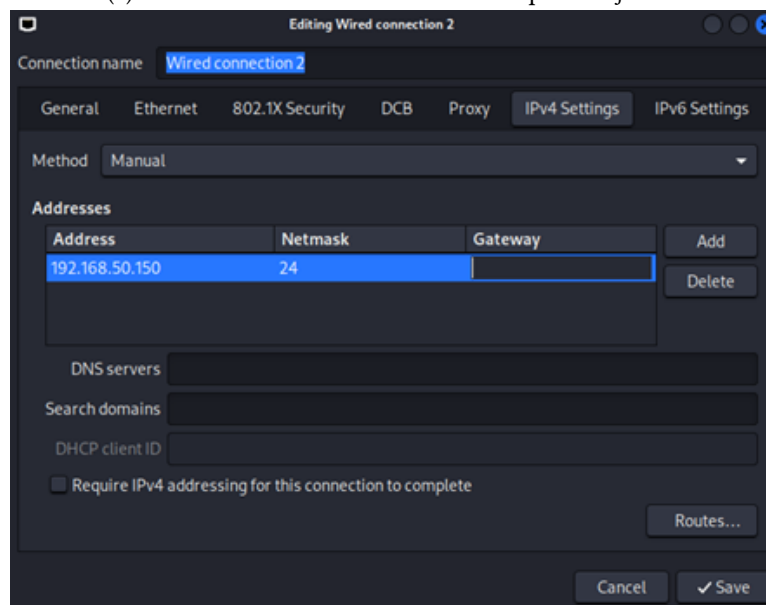 Editing Wired connection 2
Connection name Wired connection 2
General Ethernet 802.1X Security DCB Proxy IPv4 Settings IPv6 Settings
Method Manual
Addresses
Address Netmask Gateway Add
192.168.50.150 24
Delete
DNS servers
Search domains
DHCP client ID
Require IPv4 addressing for this connection to complete
Routes...
Cancel Save